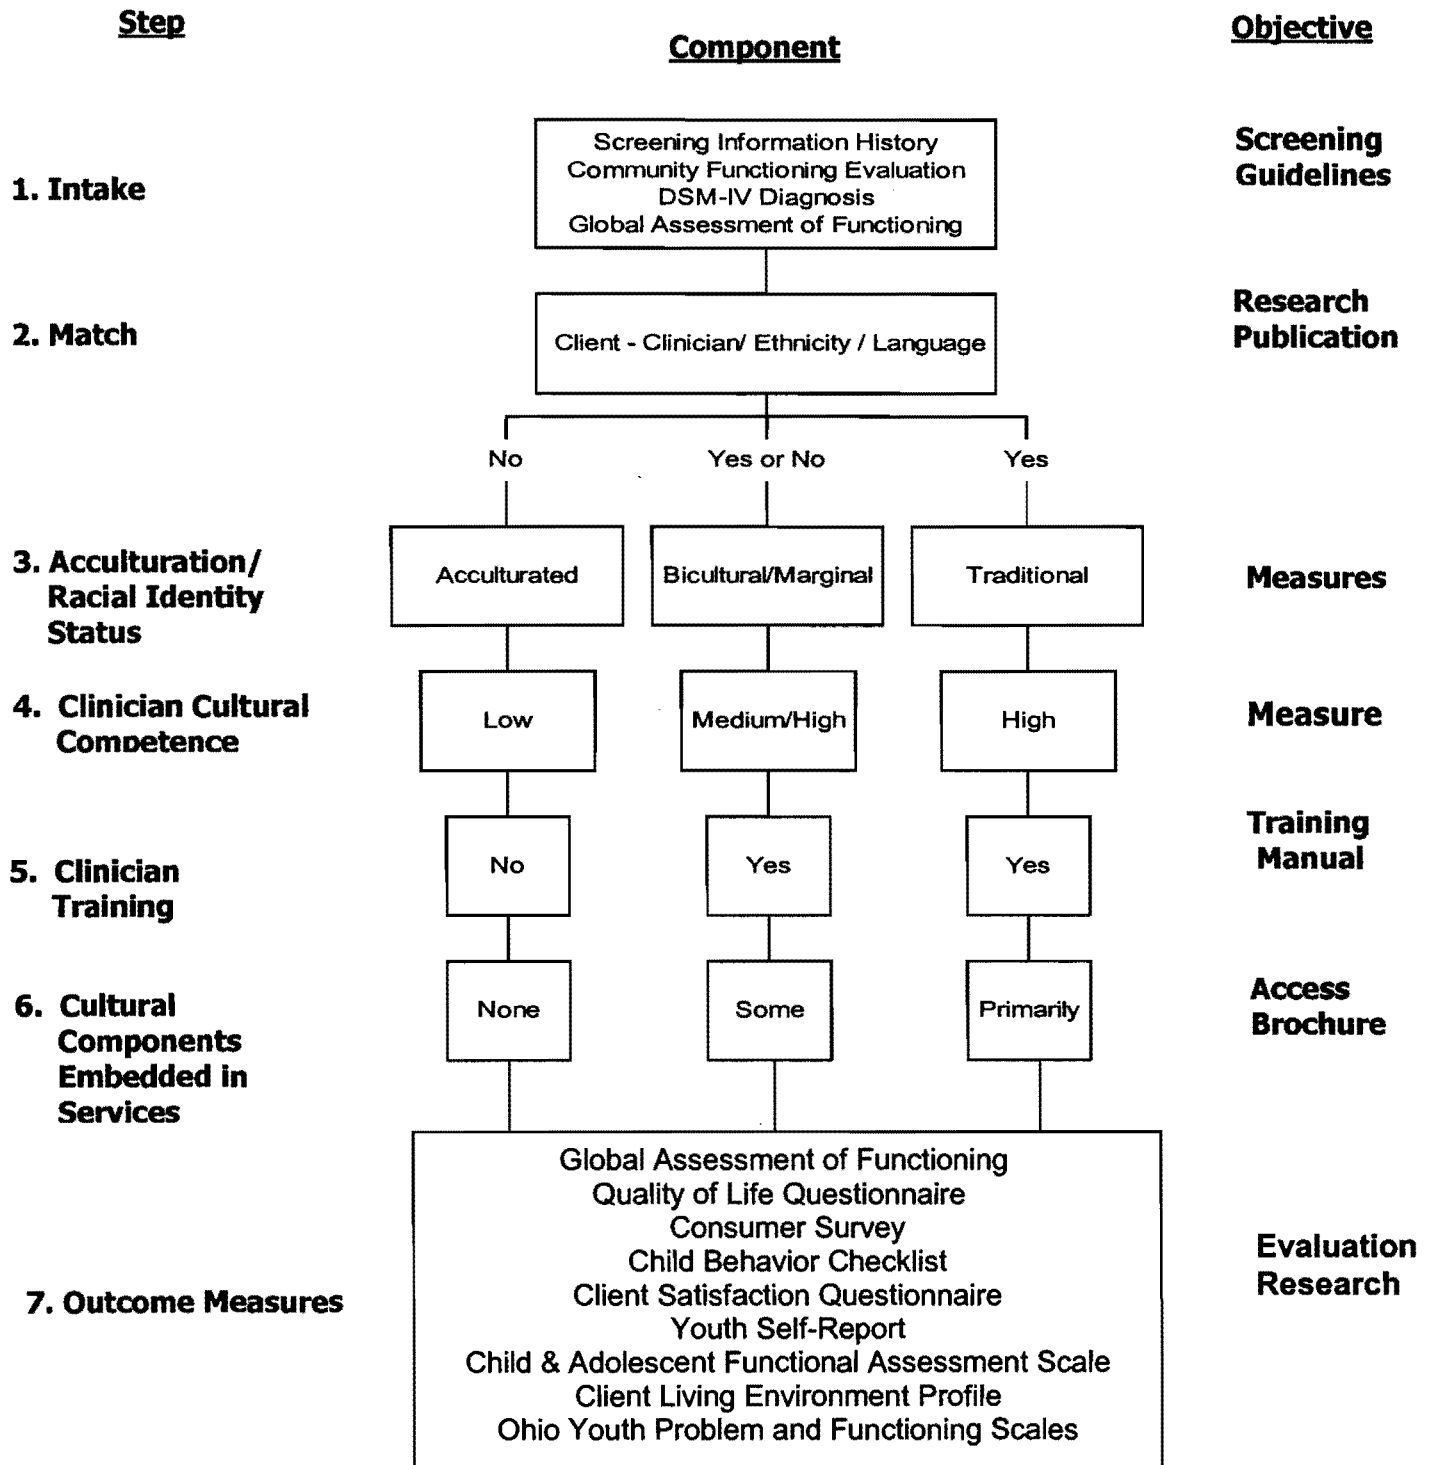 Step
Component
Objective
Screening Information History
Community Functioning Evaluation
DSM-IV Diagnosis
Global Assessment of Functioning
Screening
Guidelines
1. Intake
2. Match
Client - Clinician/ Ethnicity / Language
Research
Publication
No
Yes or No
Yes
3. Acculturation/
Racial Identity
Status
Acculturated
Bicultural/Marginal
Traditional
Measures
4. Clinician Cultural
Competence
Low
Medium/High
High
Measure
5. Clinician
Training
No
Yes
Yes
Training
Manual
6. Cultural
Components
Embedded in
Services
None
Some
Primarily
Access
Brochure
7. Outcome Measures
Global Assessment of Functioning
Quality of Life Questionnaire
Consumer Survey
Child Behavior Checklist
Client Satisfaction Questionnaire
Youth Self-Report
Child & Adolescent Functional Assessment Scale
Client Living Environment Profile
Ohio Youth Problem and Functioning Scales
Evaluation
Research